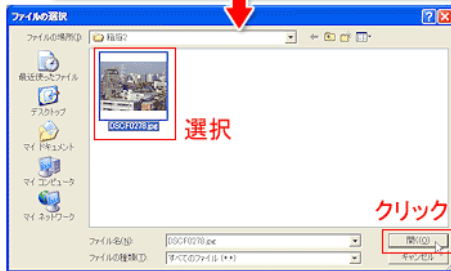 ファイルの選択
ファイルの場所(I):
稲毛2
最近使ったファイル
デスクトップ
DSCF0278.jpg
選択
マイ ドキュメント
マイ コンピュータ
マイ ネットワーク
クリック
ファイル名(N):
DSCF0278.jpg
開く(O)
ファイルの種類(T):
すべてのファイル (*.*)
キャンセル